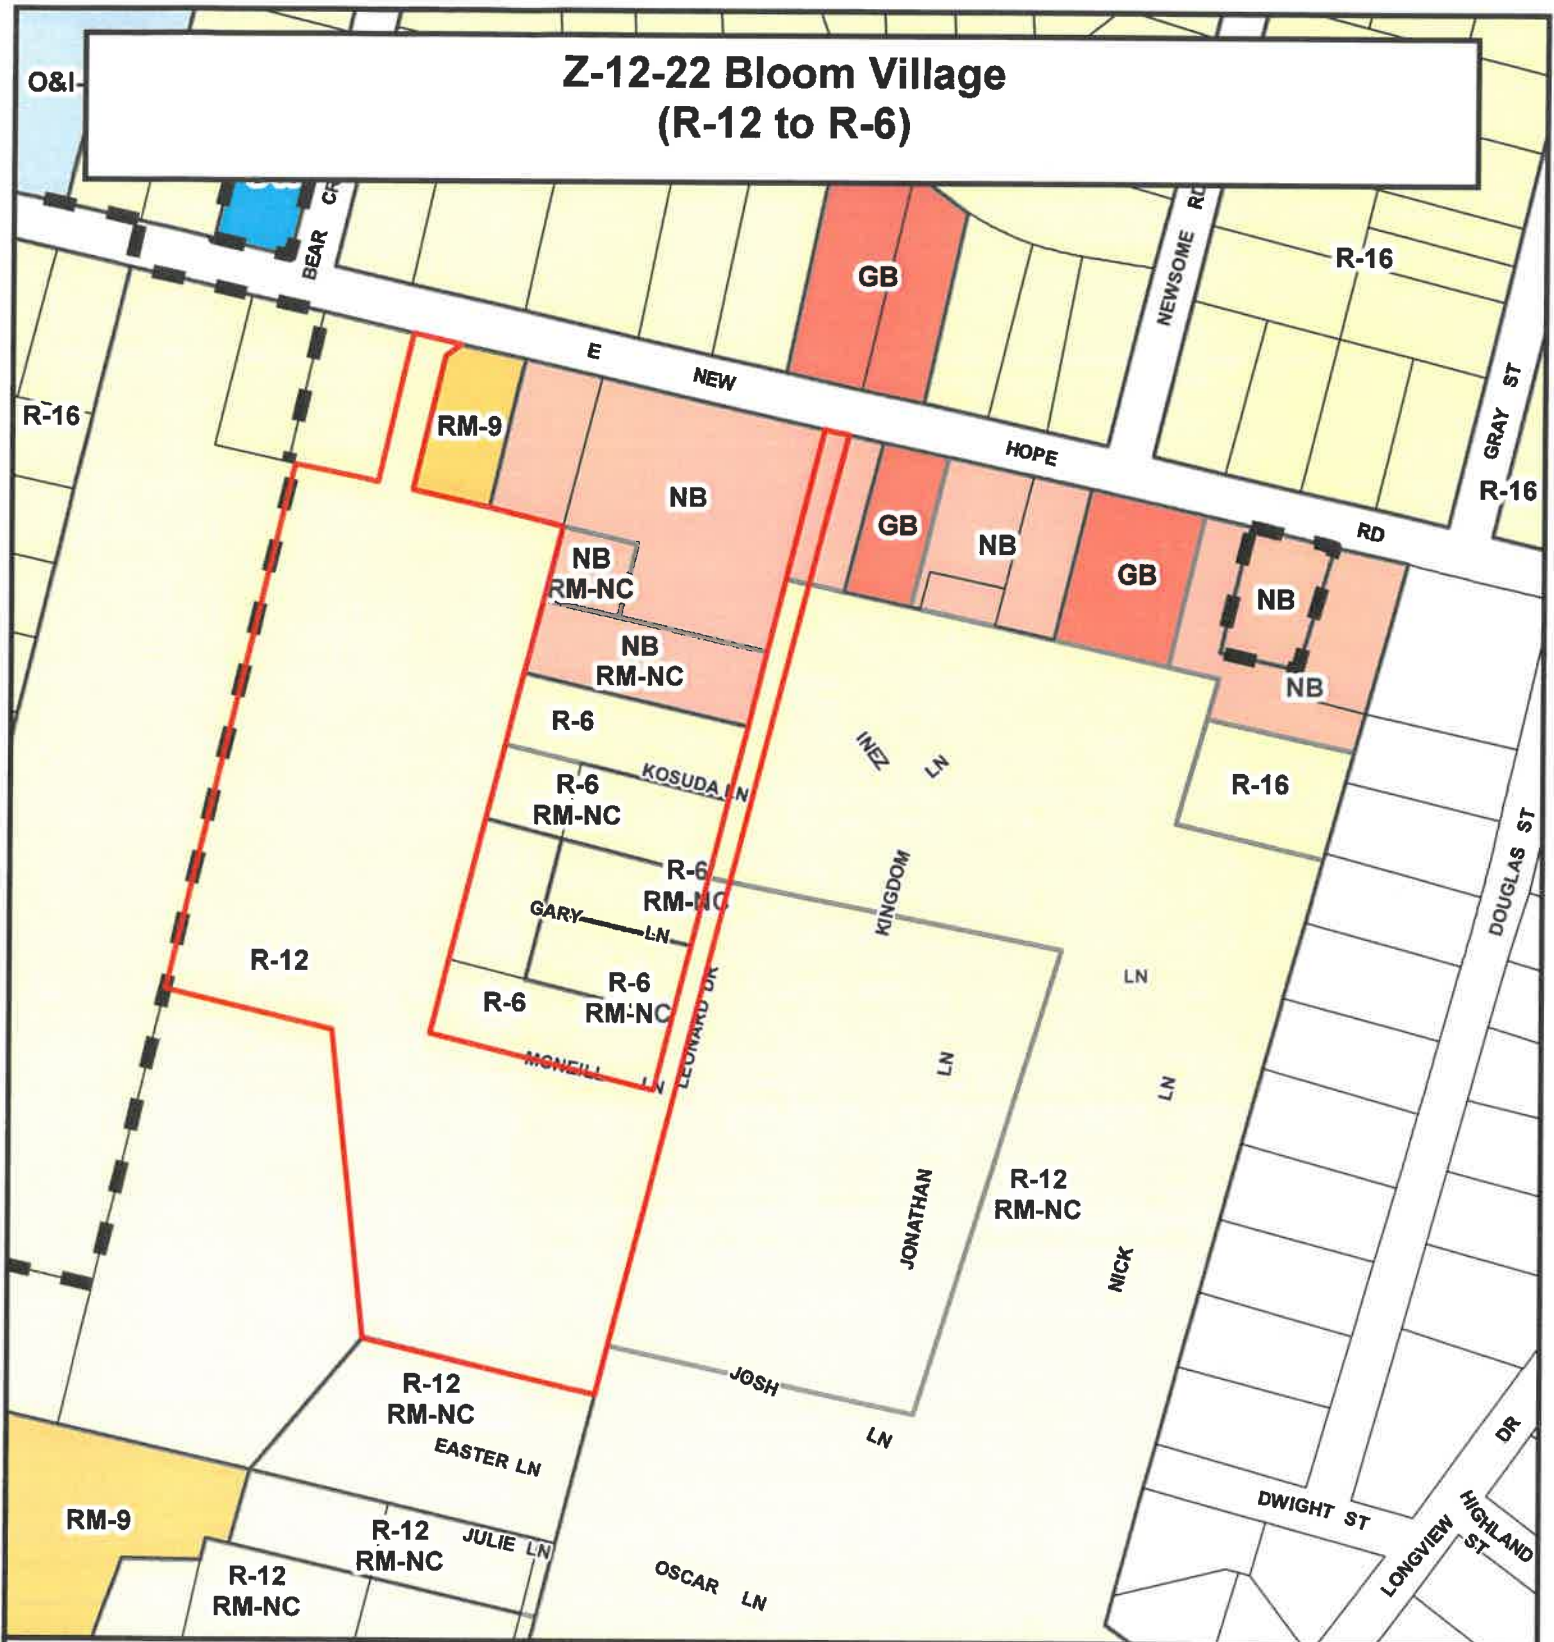 Z-12-22 Bloom Village
(R-12 to R-6)
O&I-
BEAR CR
NEWSOME RD
R-16
GB
GRAY ST
E NEW HOPE RD
R-16
RM-9
NB
R-16
GB
NB
GB
NB
NB
NB
RM-NC
NB
RM-NC
R-6
KOSUDA LN
INEZ LN
R-16
R-6
RM-NC
DOUGLAS ST
R-6
RM-NC
KINGDOM LN
GARY LN
R-12
LN
R-6
R-6
RM-NC
LEONARD DR
MCNEILL LN
JONATHAN LN
R-12
RM-NC
NICK LN
R-12
RM-NC
JOSH LN
EASTER LN
LONGVIEW DR
DWIGHT ST
HIGHLAND ST
RM-9
R-12
RM-NC
JULIE LN
R-12
RM-NC
OSCAR LN